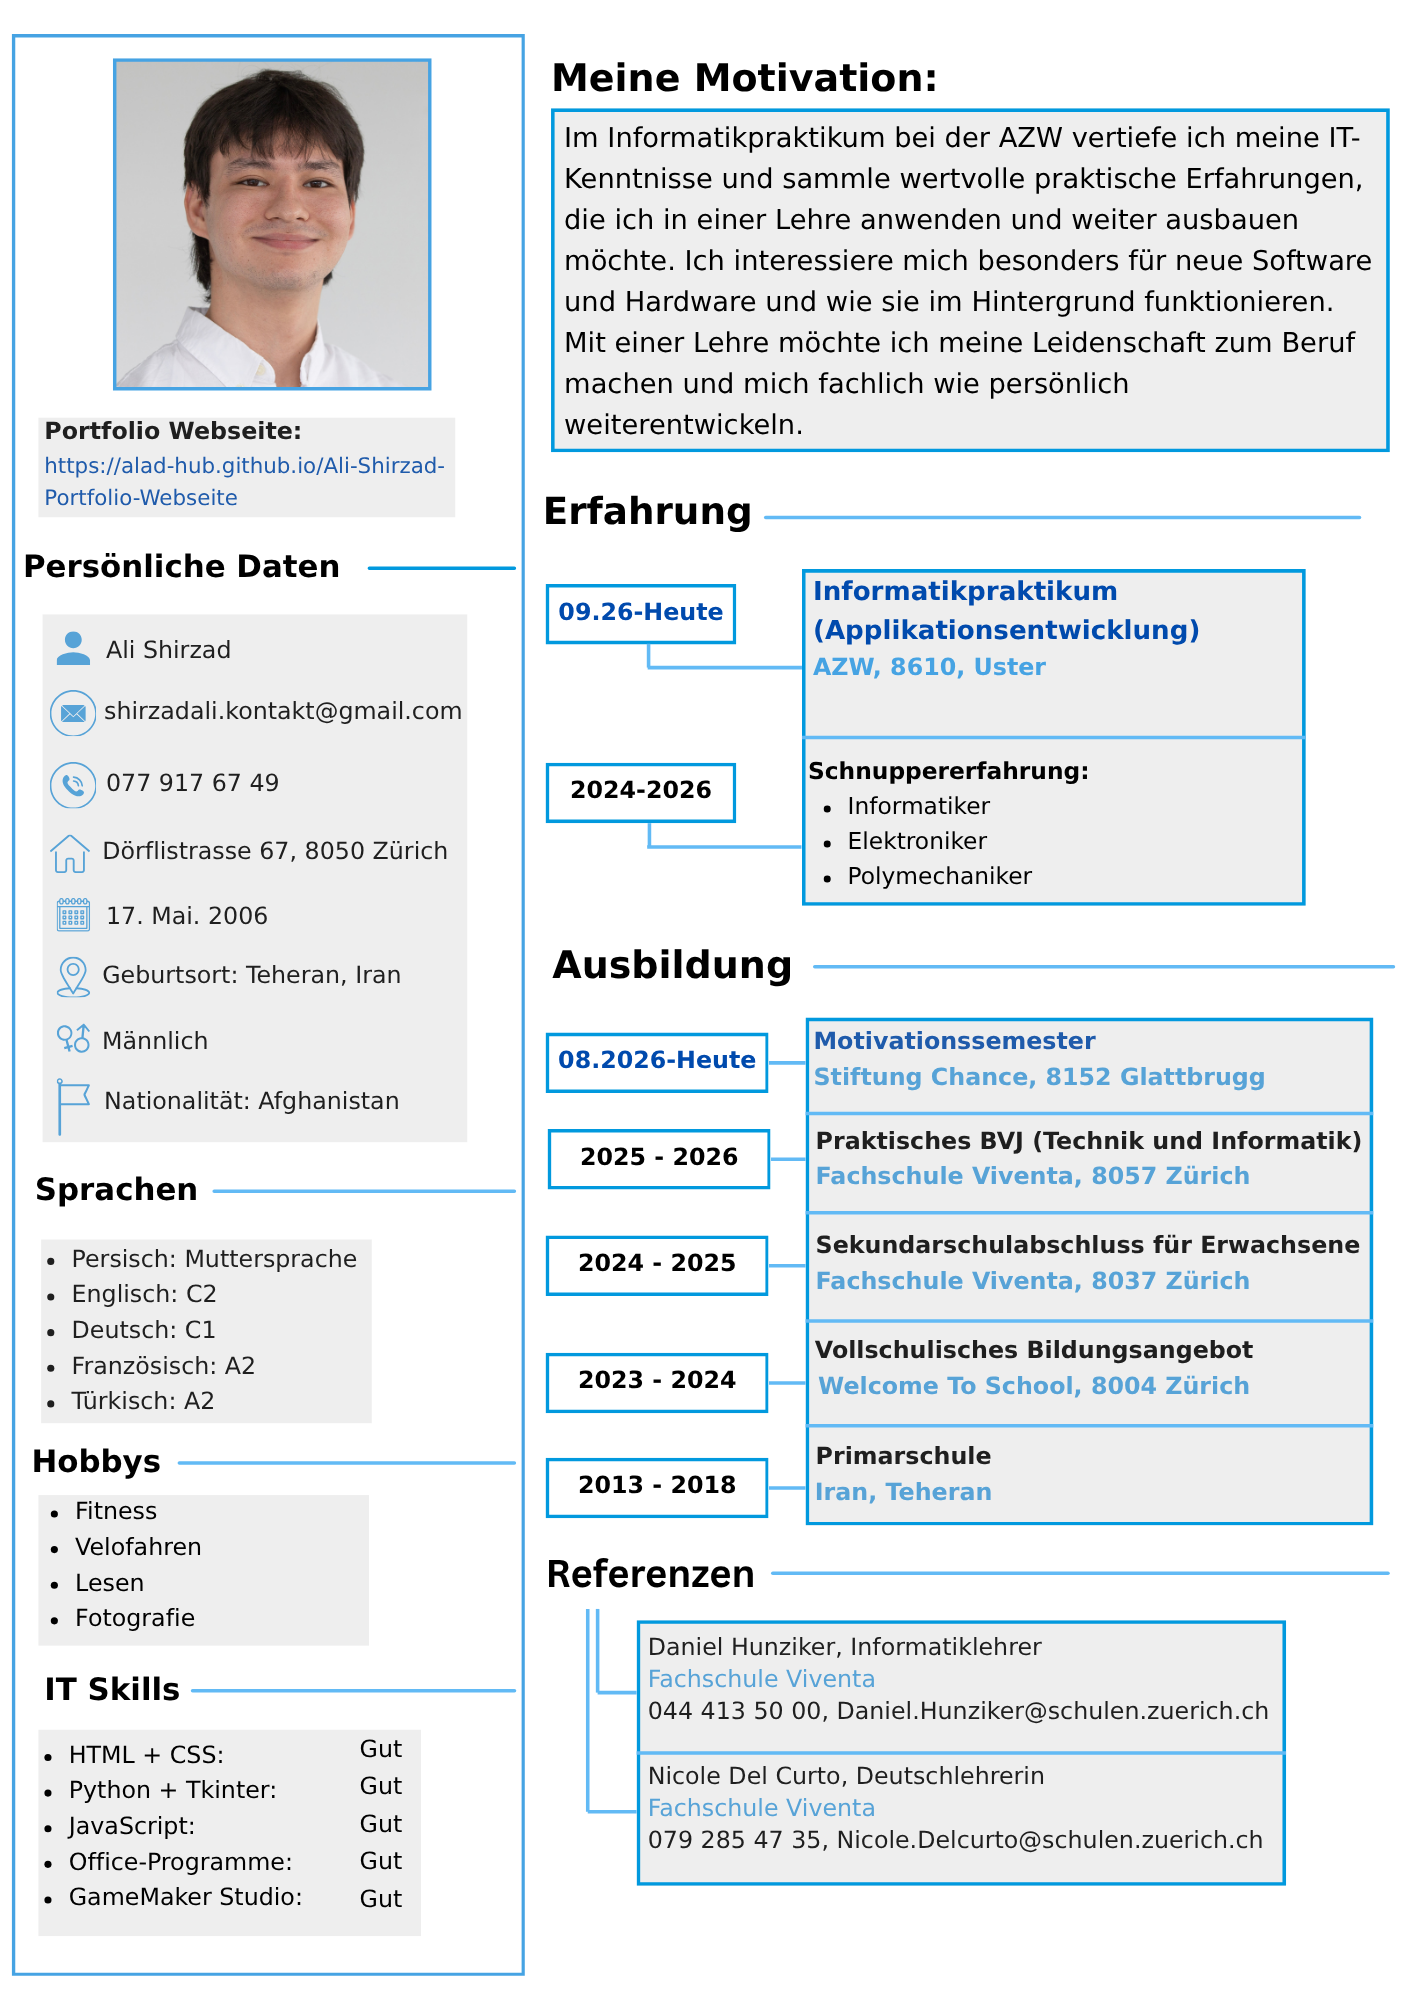 Portfolio Webseite:
https://alad-hub.github.io/Ali-Shirzad-
Portfolio-Webseite
Persönliche Daten
Ali Shirzad
shirzadali.kontakt@gmail.com
077 917 67 49
Dörflistrasse 67, 8050 Zürich
17. Mai. 2006
Geburtsort: Teheran, Iran
Männlich
Nationalität: Afghanistan
Sprachen
• Persisch: Muttersprache
• Englisch: C2
• Deutsch: C1
• Französisch: A2
• Türkisch: A2
Hobbys
• Fitness
• Velofahren
• Lesen
• Fotografie
IT Skills
• HTML + CSS: Gut
• Python + Tkinter: Gut
• JavaScript: Gut
• Office-Programme: Gut
• GameMaker Studio: Gut
Meine Motivation:
Im Informatikpraktikum bei der AZW vertiefe ich meine IT-
Kenntnisse und sammle wertvolle praktische Erfahrungen,
die ich in einer Lehre anwenden und weiter ausbauen
möchte. Ich interessiere mich besonders für neue Software
und Hardware und wie sie im Hintergrund funktionieren.
Mit einer Lehre möchte ich meine Leidenschaft zum Beruf
machen und mich fachlich wie persönlich
weiterentwickeln.
Erfahrung
09.26-Heute
Informatikpraktikum
(Applikationsentwicklung)
AZW, 8610, Uster
2024-2026
Schnuppererfahrung:
• Informatiker
• Elektroniker
• Polymechaniker
Ausbildung
08.2026-Heute
Motivationssemester
Stiftung Chance, 8152 Glattbrugg
2025 - 2026
Praktisches BVJ (Technik und Informatik)
Fachschule Viventa, 8057 Zürich
2024 - 2025
Sekundarschulabschluss für Erwachsene
Fachschule Viventa, 8037 Zürich
2023 - 2024
Vollschulisches Bildungsangebot
Welcome To School, 8004 Zürich
2013 - 2018
Primarschule
Iran, Teheran
Referenzen
Daniel Hunziker, Informatiklehrer
Fachschule Viventa
044 413 50 00, Daniel.Hunziker@schulen.zuerich.ch
Nicole Del Curto, Deutschlehrerin
Fachschule Viventa
079 285 47 35, Nicole.Delcurto@schulen.zuerich.ch